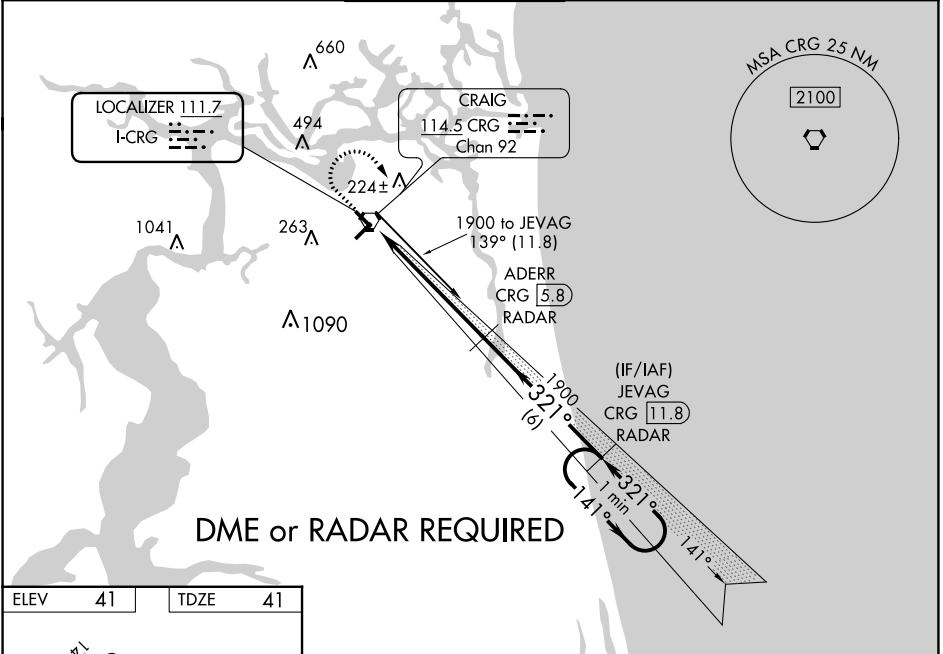 660
MSA CRG 25 NM
2100
LOCALIZER 111.7
I-CRG
494
CRAIG
114.5 CRG
Chan 92
224±
1041
263
1900 to JEVAG
139° (11.8)
ADERR
CRG 5.8
RADAR
1090
1900
321°
(6)
(IF/IAF)
JEVAG
CRG 11.8
RADAR
321°
1 min
141°
141°
DME or RADAR REQUIRED
ELEV 41
TDZE 41